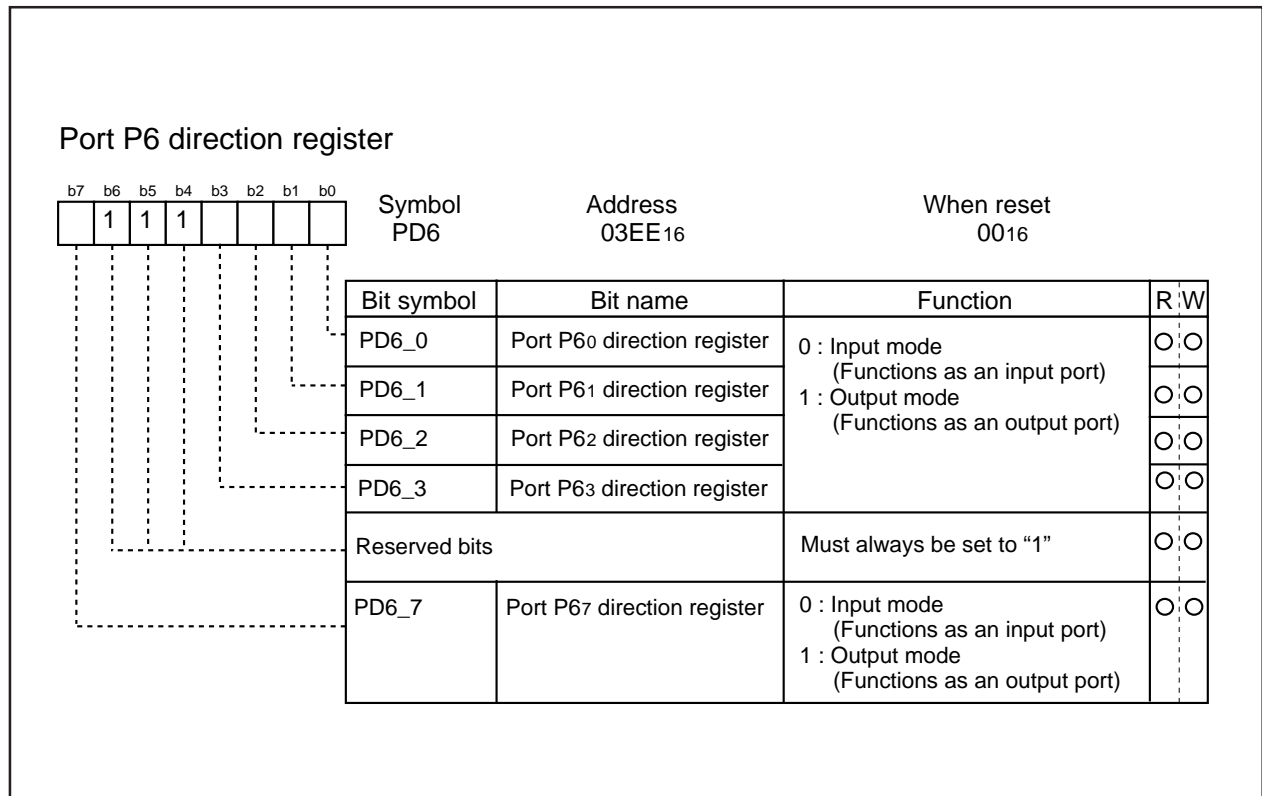 Port P6 direction register
b7 b6 b5 b4 b3 b2 b1 b0
1 1 1
Symbol Address When reset
PD6 03EE16 0016
Bit symbol Bit name Function R W
PD6_0 Port P60 direction register
PD6_1 Port P61 direction register
PD6_2 Port P62 direction register
PD6_3 Port P63 direction register
0 : Input mode
(Functions as an input port)
1 : Output mode
(Functions as an output port)
Reserved bits Must always be set to “1”
PD6_7 Port P67 direction register 0 : Input mode
(Functions as an input port)
1 : Output mode
(Functions as an output port)